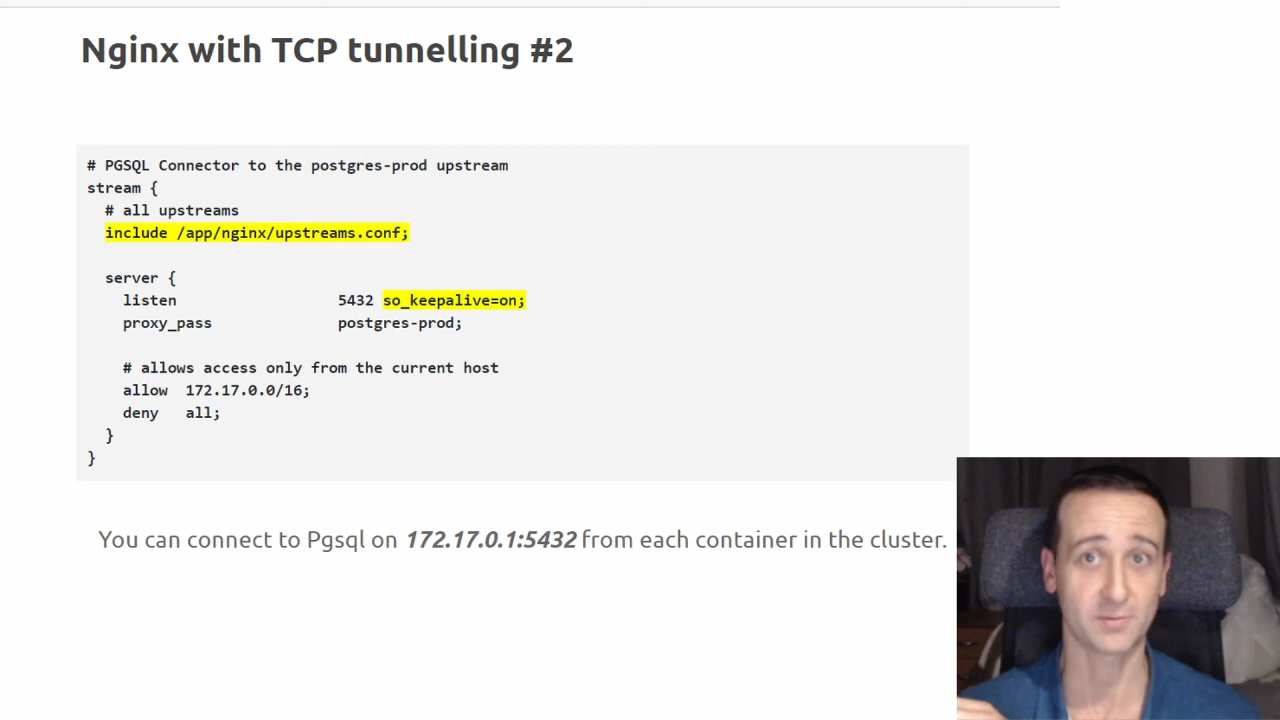 Nginx with TCP tunnelling #2
# PGSQL Connector to the postgres-prod upstream
stream {
# all upstreams
include /app/nginx/upstreams.conf;
server {
listen 5432 so_keepalive=on;
proxy_pass postgres-prod;
# allows access only from the current host
allow 172.17.0.0/16;
deny all;
}
}
You can connect to Pgsql on 172.17.0.1:5432 from each container in the cluster.